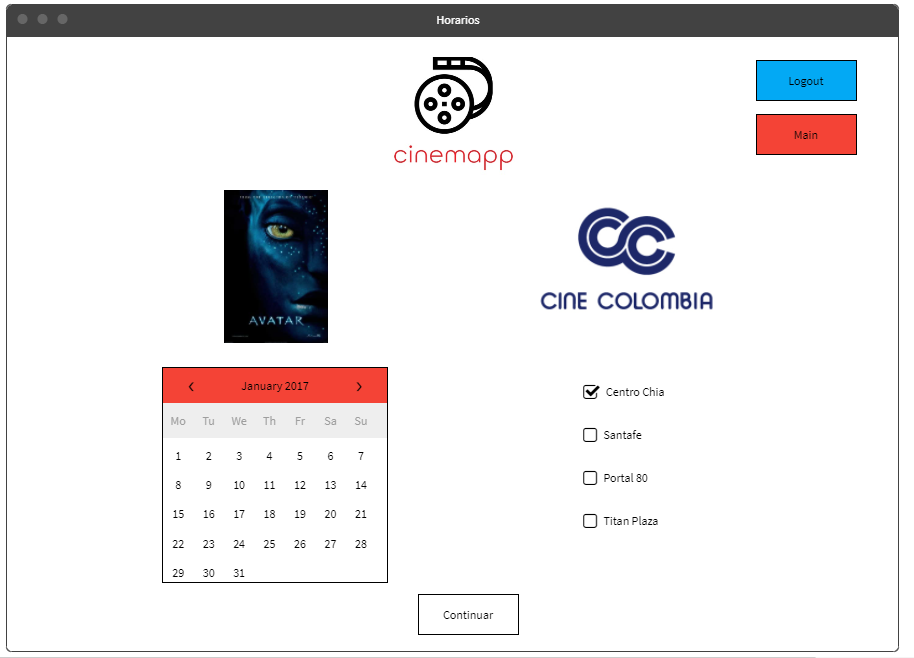 Horarios
Logout
Main
cinemapp
AVATAR
CINE COLOMBIA
‹ January 2017 ›
Mo Tu We Th Fr Sa Su
1 2 3 4 5 6 7
8 9 10 11 12 13 14
15 16 17 18 19 20 21
22 23 24 25 26 27 28
29 30 31
Centro Chia
Santafe
Portal 80
Titan Plaza
Continuar